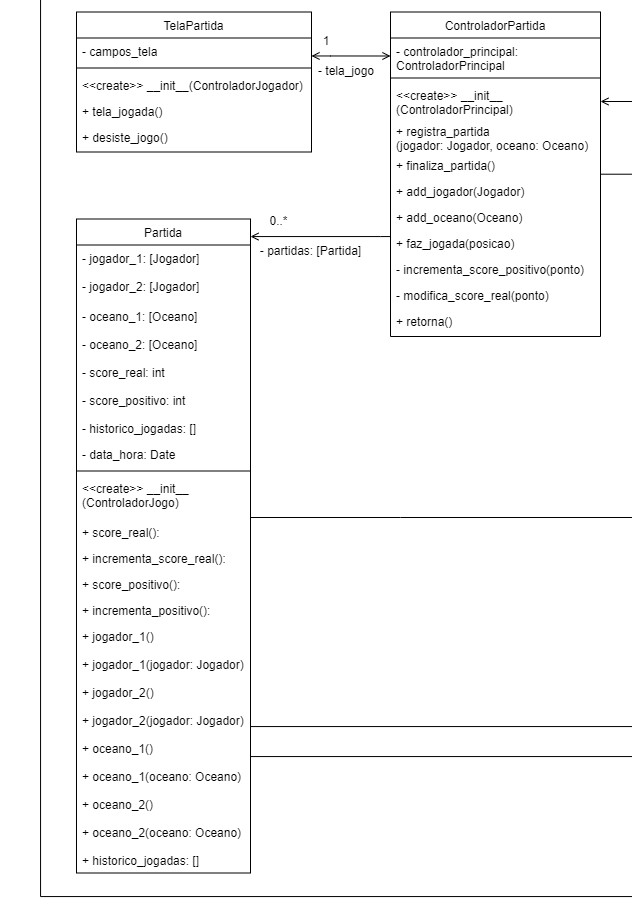 TelaPartida
- campos_tela
<<create>> __init__(ControladorJogador)
+ tela_jogada()
+ desiste_jogo()
1
- tela_jogo
ControladorPartida
- controlador_principal:
ControladorPrincipal
<<create>> __init__
(ControladorPrincipal)
+ registra_partida
(jogador: Jogador, oceano: Oceano)
+ finaliza_partida()
+ add_jogador(Jogador)
+ add_oceano(Oceano)
+ faz_jogada(posicao)
- incrementa_score_positivo(ponto)
- modifica_score_real(ponto)
+ retorna()
0..*
- partidas: [Partida]
Partida
- jogador_1: [Jogador]
- jogador_2: [Jogador]
- oceano_1: [Oceano]
- oceano_2: [Oceano]
- score_real: int
- score_positivo: int
- historico_jogadas: []
- data_hora: Date
<<create>> __init__
(ControladorJogo)
+ score_real():
+ incrementa_score_real():
+ score_positivo():
+ incrementa_positivo():
+ jogador_1()
+ jogador_1(jogador: Jogador)
+ jogador_2()
+ jogador_2(jogador: Jogador)
+ oceano_1()
+ oceano_1(oceano: Oceano)
+ oceano_2()
+ oceano_2(oceano: Oceano)
+ historico_jogadas: []